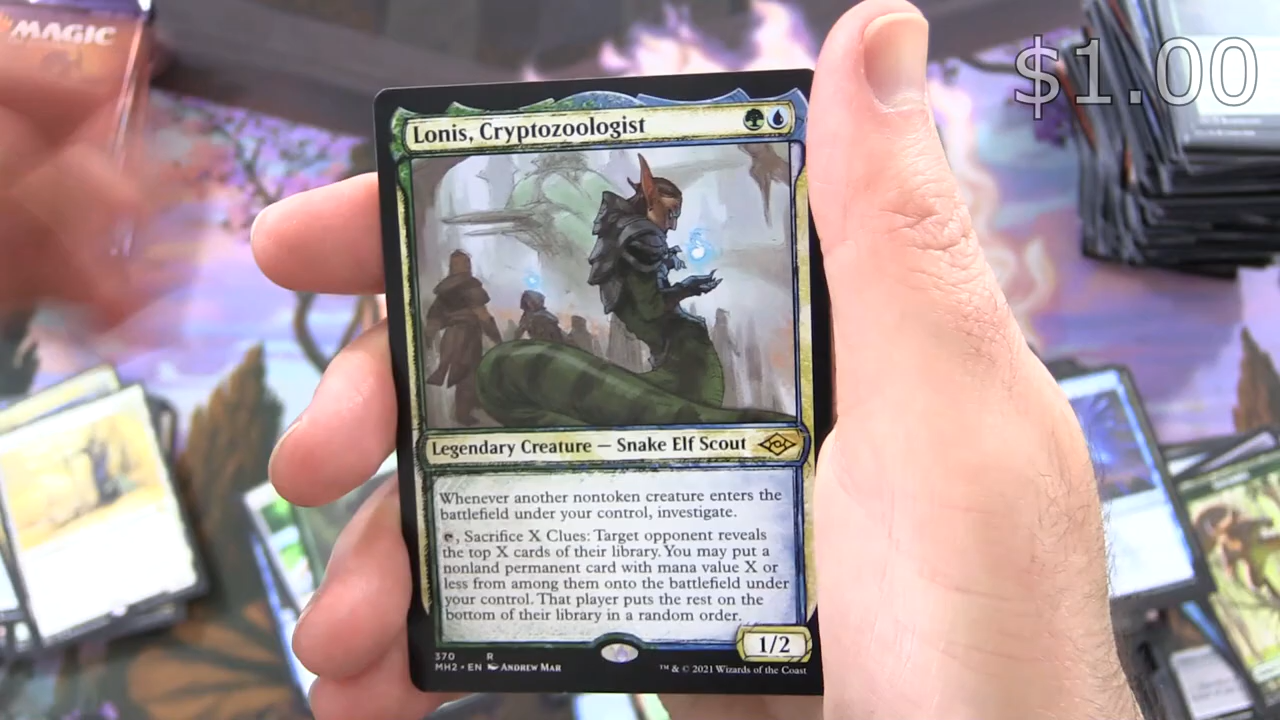 MAGIC
$1.00
Lonis, Cryptozoologist
Legendary Creature — Snake Elf Scout
Whenever another nontoken creature enters the
battlefield under your control, investigate.
, Sacrifice X Clues: Target opponent reveals
the top X cards of their library. You may put a
nonland permanent card with mana value X or
less from among them onto the battlefield under
your control. That player puts the rest on the
bottom of their library in a random order.
1/2
370 R
MH2 • EN ANDREW MAR
™ & © 2021 Wizards of the Coast